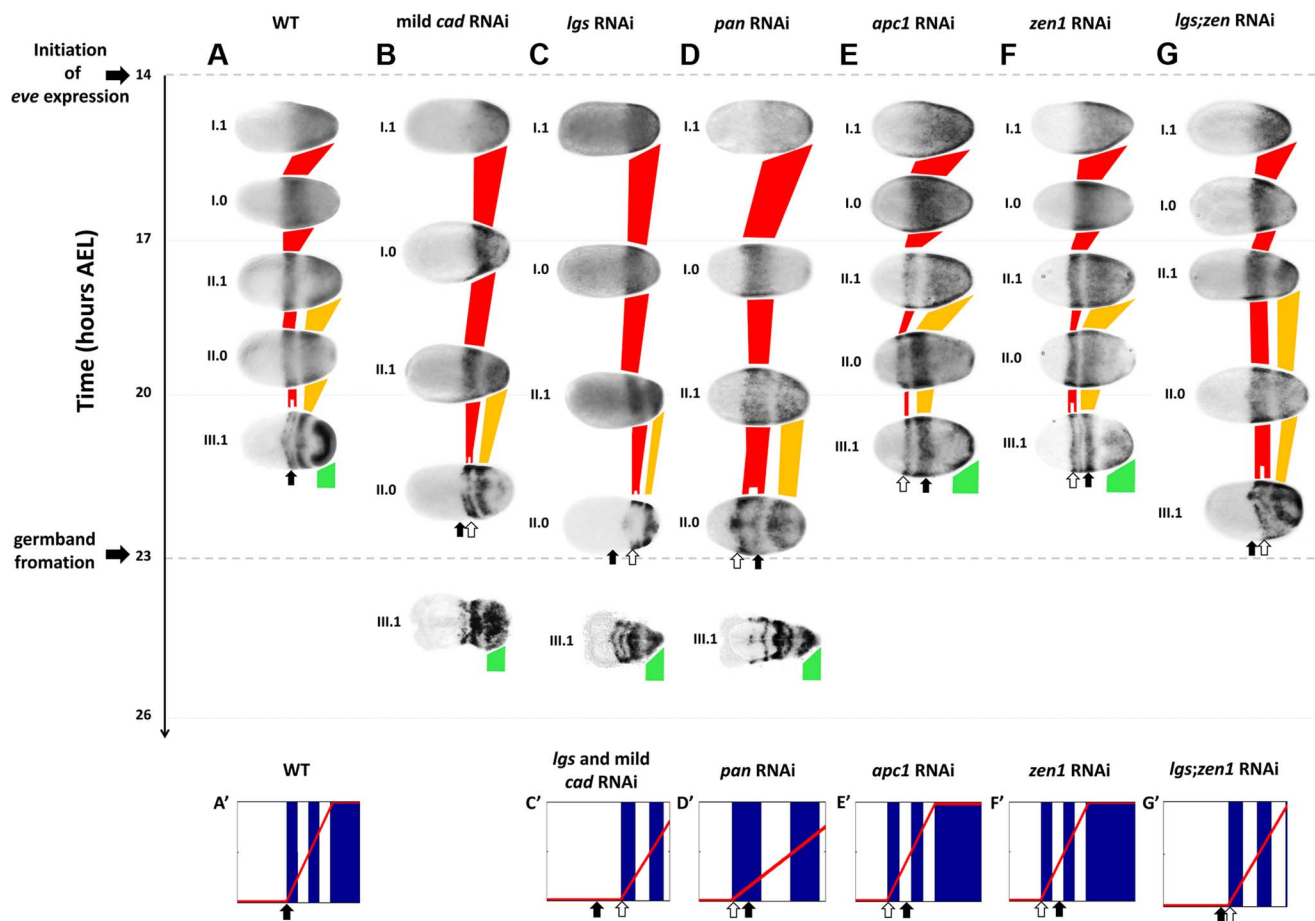 WT
mild cad RNAi
lgs RNAi
pan RNAi
apc1 RNAi
zen1 RNAi
lgs;zen RNAi
A
B
C
D
E
F
G
Initiation
of
eve expression
14
17
20
23
26
Time (hours AEL)
germband
fromation
I.1
I.0
II.1
II.0
III.1
I.1
I.0
II.1
II.0
III.1
I.1
I.0
II.1
II.0
III.1
I.1
I.0
II.1
II.0
III.1
I.1
I.0
II.1
II.0
III.1
I.1
I.0
II.1
II.0
III.1
I.1
I.0
II.1
II.0
III.1
WT
lgs and mild
cad RNAi
pan RNAi
apc1 RNAi
zen1 RNAi
lgs;zen1 RNAi
A'
C'
D'
E'
F'
G'